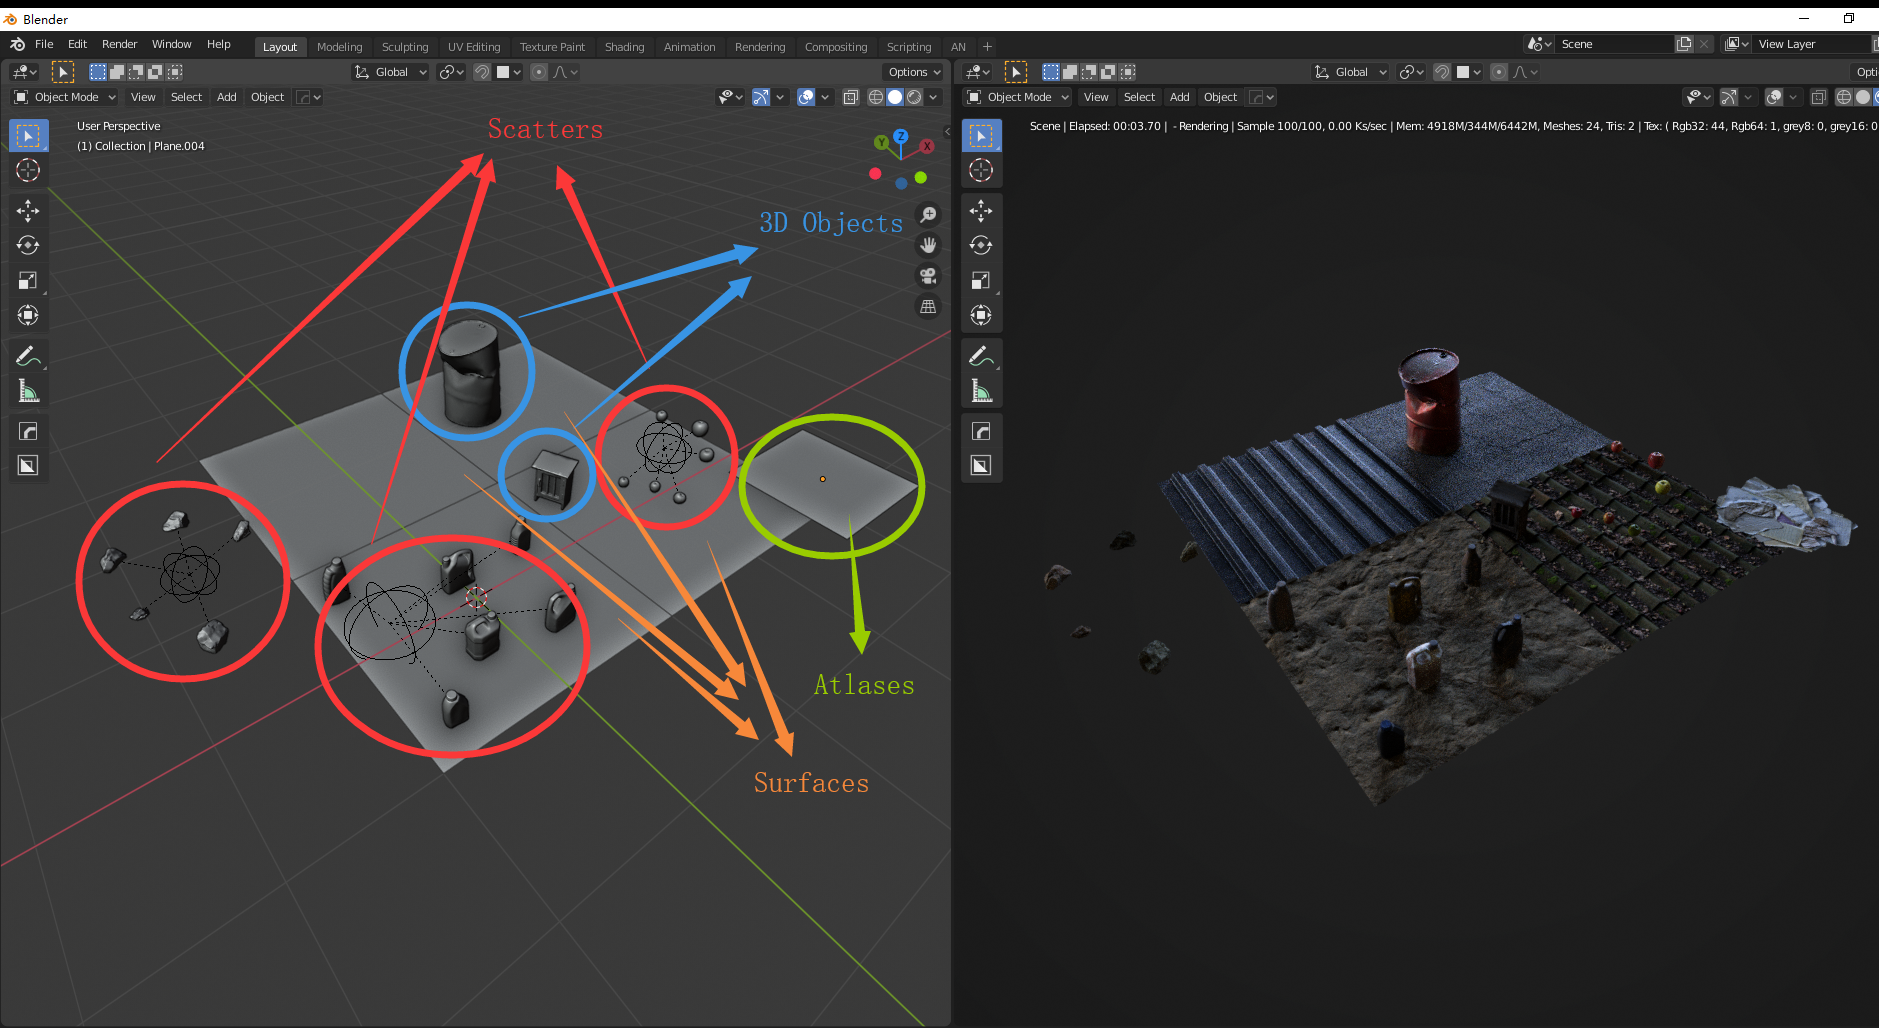 Blender
File Edit Render Window Help Layout Modeling Sculpting UV Editing Texture Paint Shading Animation Rendering Compositing Scripting AN + Scene View Layer
Global Options
Object Mode View Select Add Object
User Perspective
(1) Collection | Plane.004
Scatters
Z
Y
X
3D Objects
Atlases
Surfaces
Global Opti
Object Mode View Select Add Object
Scene | Elapsed: 00:03.70 | - Rendering | Sample 100/100, 0.00 Ks/sec | Mem: 4918M/344M/6442M, Meshes: 24, Tris: 2 | Tex: ( Rgb32: 44, Rgb64: 1, grey8: 0, grey16: 0